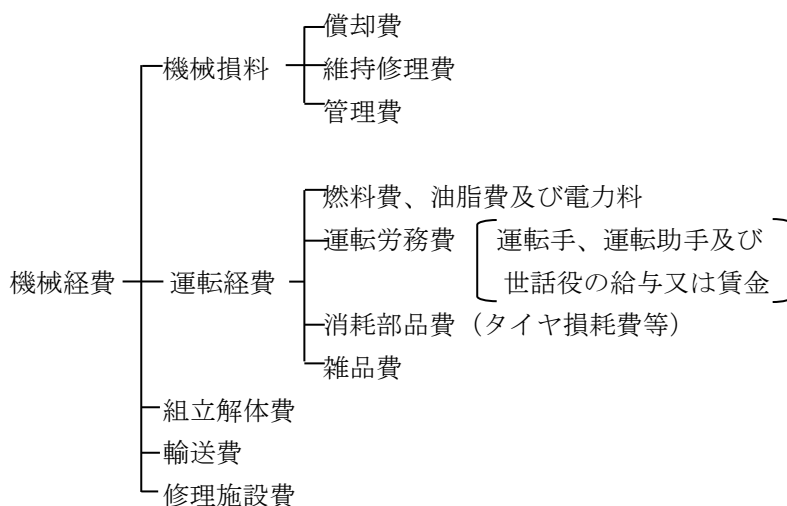 償却費
機械損料
維持修理費
管理費
燃料費、油脂費及び電力料
運転労務費
運転手、運転助手及び
世話役の給与又は賃金
機械経費
運転経費
消耗部品費（タイヤ損耗費等）
雑品費
組立解体費
輸送費
修理施設費